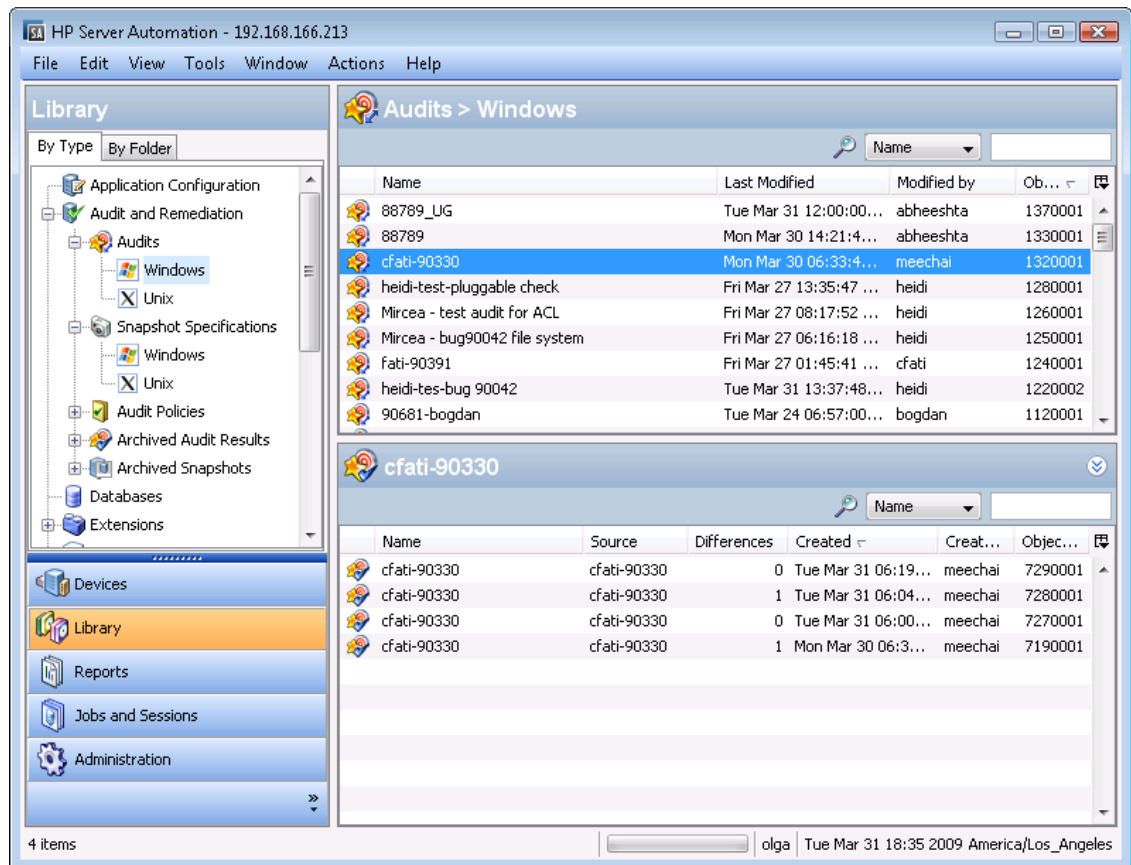 HP Server Automation - 192.168.166.213
File Edit View Tools Window Actions Help
Library
By Type By Folder
Application Configuration
Audit and Remediation
Audits
Windows
Unix
Snapshot Specifications
Windows
Unix
Audit Policies
Archived Audit Results
Archived Snapshots
Databases
Extensions
Devices
Library
Reports
Jobs and Sessions
Administration
Audits > Windows
Name
Name Last Modified Modified by Ob...
88789_UG Tue Mar 31 12:00:00... abheeshta 1370001
88789 Mon Mar 30 14:21:4... abheeshta 1330001
cfati-90330 Mon Mar 30 06:33:4... meechai 1320001
heidi-test-pluggable check Fri Mar 27 13:35:47 ... heidi 1280001
Mircea - test audit for ACL Fri Mar 27 08:17:52 ... heidi 1260001
Mircea - bug90042 file system Fri Mar 27 06:16:18 ... heidi 1250001
fati-90391 Fri Mar 27 01:45:41 ... cfati 1240001
heidi-tes-bug 90042 Tue Mar 31 13:37:48... heidi 1220002
90681-bogdan Tue Mar 24 06:57:00... bogdan 1120001
cfati-90330
Name
Name Source Differences Created Creat... Objec...
cfati-90330 cfati-90330 0 Tue Mar 31 06:19... meechai 7290001
cfati-90330 cfati-90330 1 Tue Mar 31 06:04... meechai 7280001
cfati-90330 cfati-90330 0 Tue Mar 31 06:00... meechai 7270001
cfati-90330 cfati-90330 1 Mon Mar 30 06:3... meechai 7190001
4 items olga Tue Mar 31 18:35 2009 America/Los_Angeles